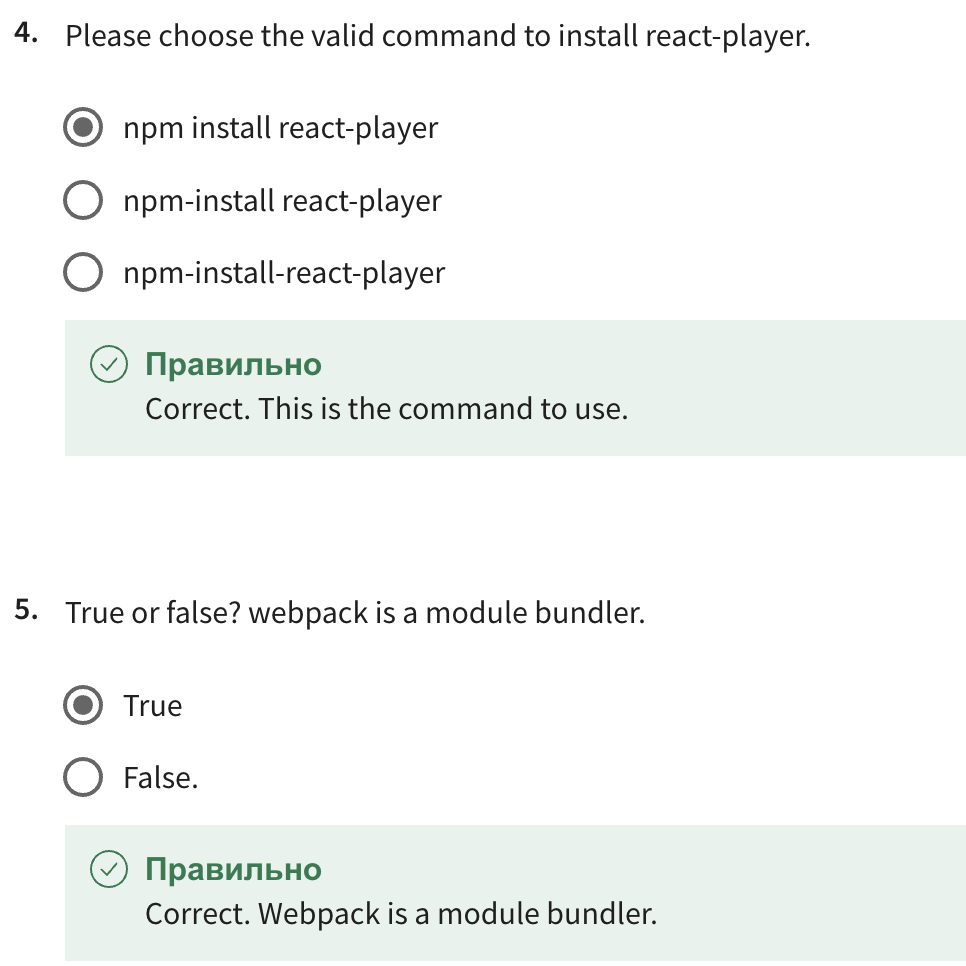 4. Please choose the valid command to install react-player.
npm install react-player
npm-install react-player
npm-install-react-player
Правильно
Correct. This is the command to use.
5. True or false? webpack is a module bundler.
True
False.
Правильно
Correct. Webpack is a module bundler.